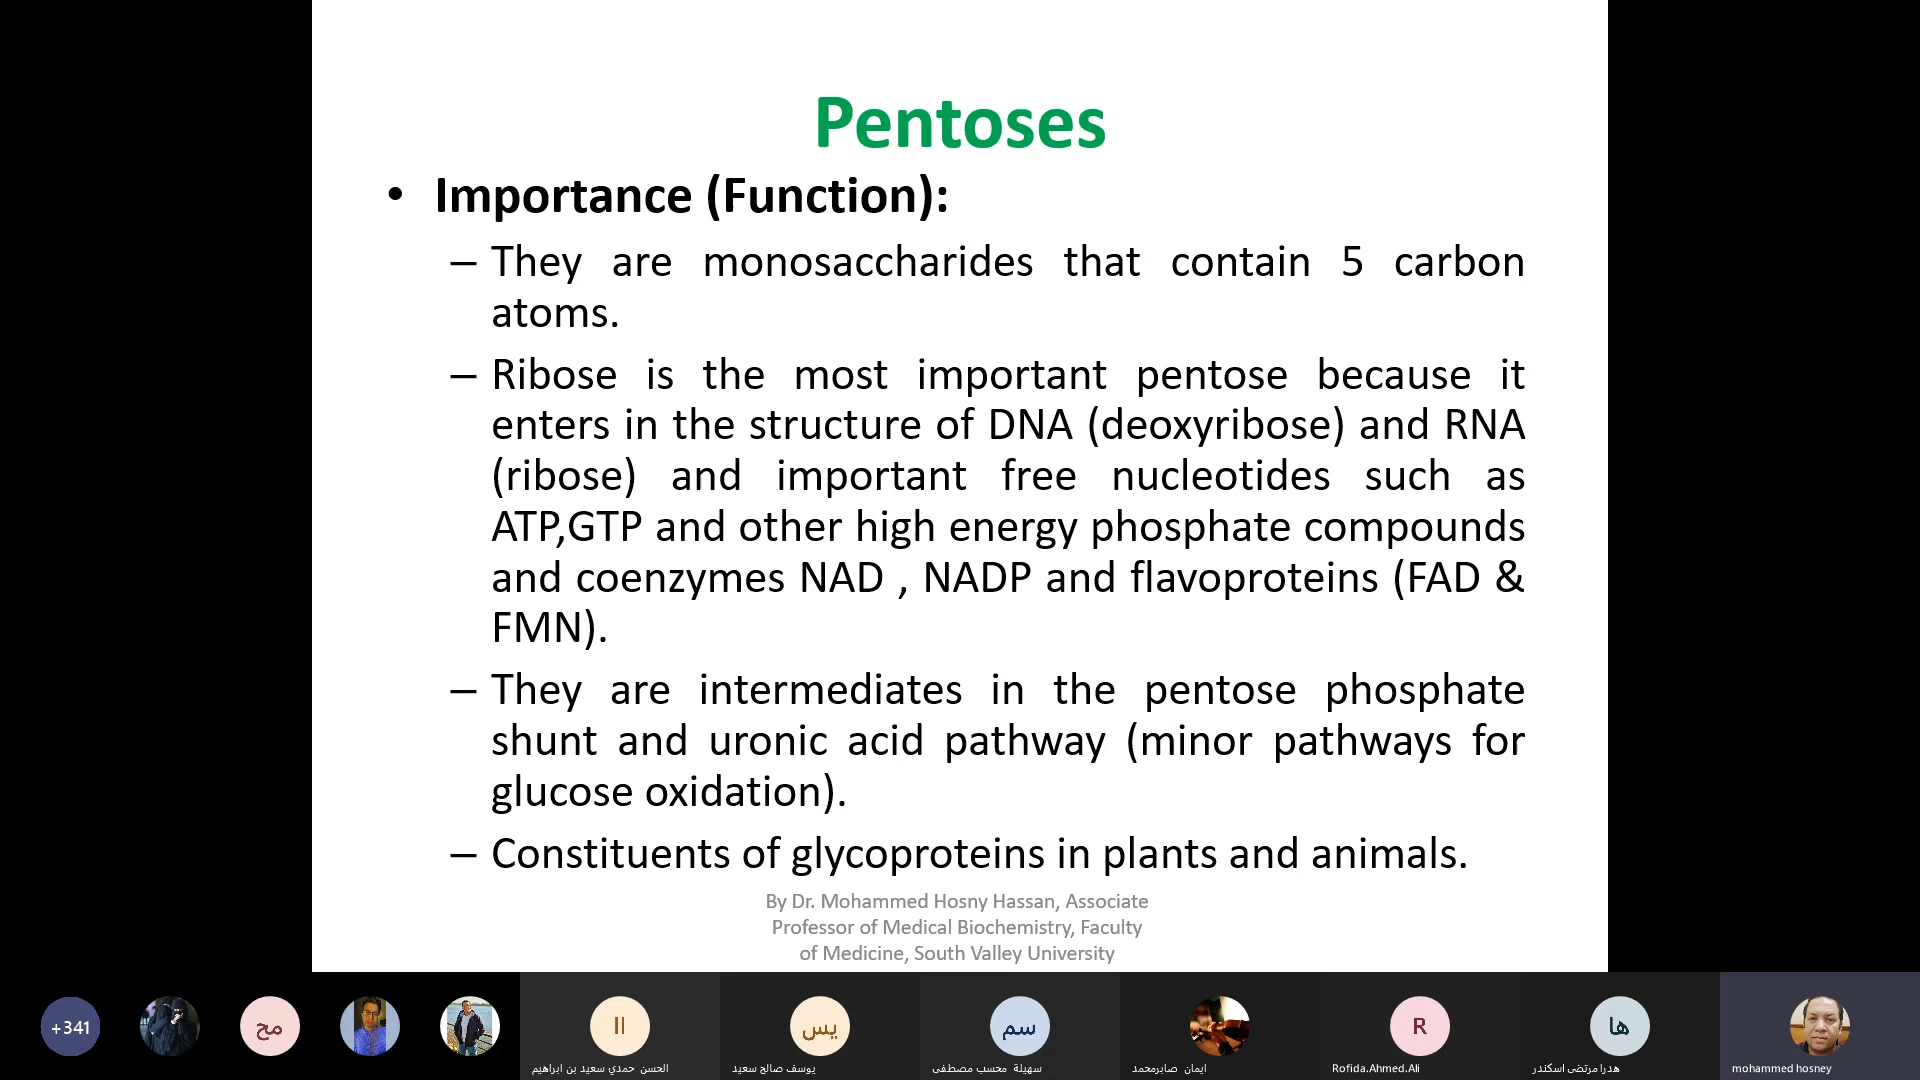 Pentoses
• Importance (Function):
– They are monosaccharides that contain 5 carbon
atoms.
– Ribose is the most important pentose because it
enters in the structure of DNA (deoxyribose) and RNA
(ribose) and important free nucleotides such as
ATP,GTP and other high energy phosphate compounds
and coenzymes NAD , NADP and flavoproteins (FAD &
FMN).
– They are intermediates in the pentose phosphate
shunt and uronic acid pathway (minor pathways for
glucose oxidation).
– Constituents of glycoproteins in plants and animals.
By Dr. Mohammed Hosny Hassan, Associate
Professor of Medical Biochemistry, Faculty
of Medicine, South Valley University
+341
مح
اا
يس
سم
R
ها
الحسن حمدي سعيد بن ابراهيم
يوسف صالح سعيد
سهيلة محسب مصطفى
ايمان صابرمحمد
Rofida.Ahmed.Ali
هدرا مرتضى اسكندر
mohammed hosney